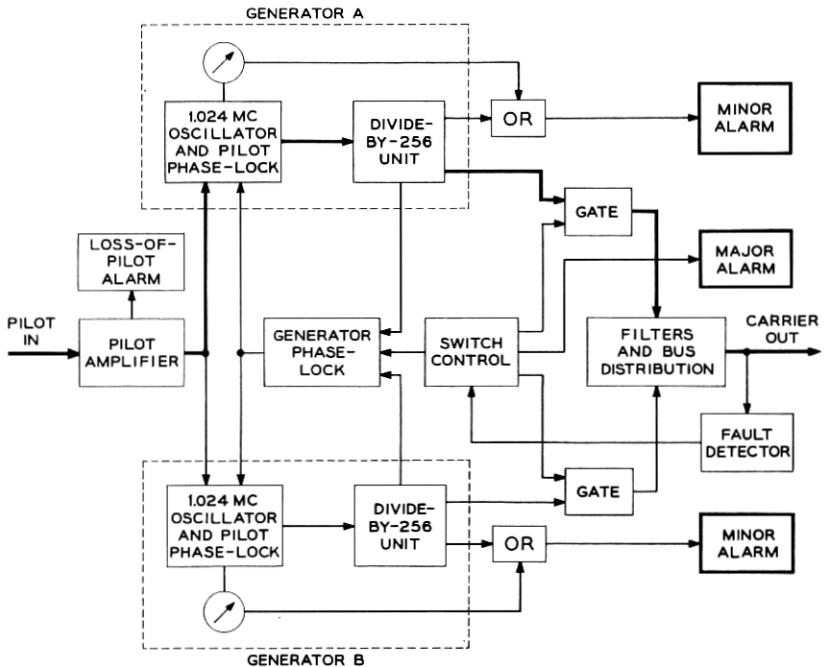 GENERATOR A
1.024 MC
OSCILLATOR
AND PILOT
PHASE-LOCK
DIVIDE-
BY-256
UNIT
OR
MINOR
ALARM
GATE
LOSS-OF-
PILOT
ALARM
MAJOR
ALARM
PILOT
IN
PILOT
AMPLIFIER
GENERATOR
PHASE-
LOCK
SWITCH
CONTROL
FILTERS
AND BUS
DISTRIBUTION
CARRIER
OUT
FAULT
DETECTOR
1.024 MC
OSCILLATOR
AND PILOT
PHASE-LOCK
DIVIDE-
BY-256
UNIT
GATE
OR
MINOR
ALARM
GENERATOR B